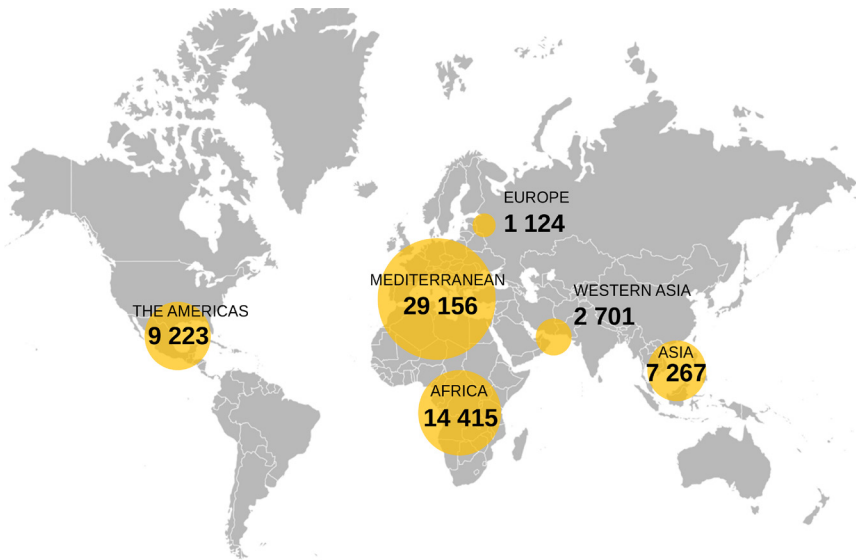 EUROPE
1 124
MEDITERRANEAN
29 156
WESTERN ASIA
2 701
THE AMERICAS
9 223
ASIA
7 267
AFRICA
14 415